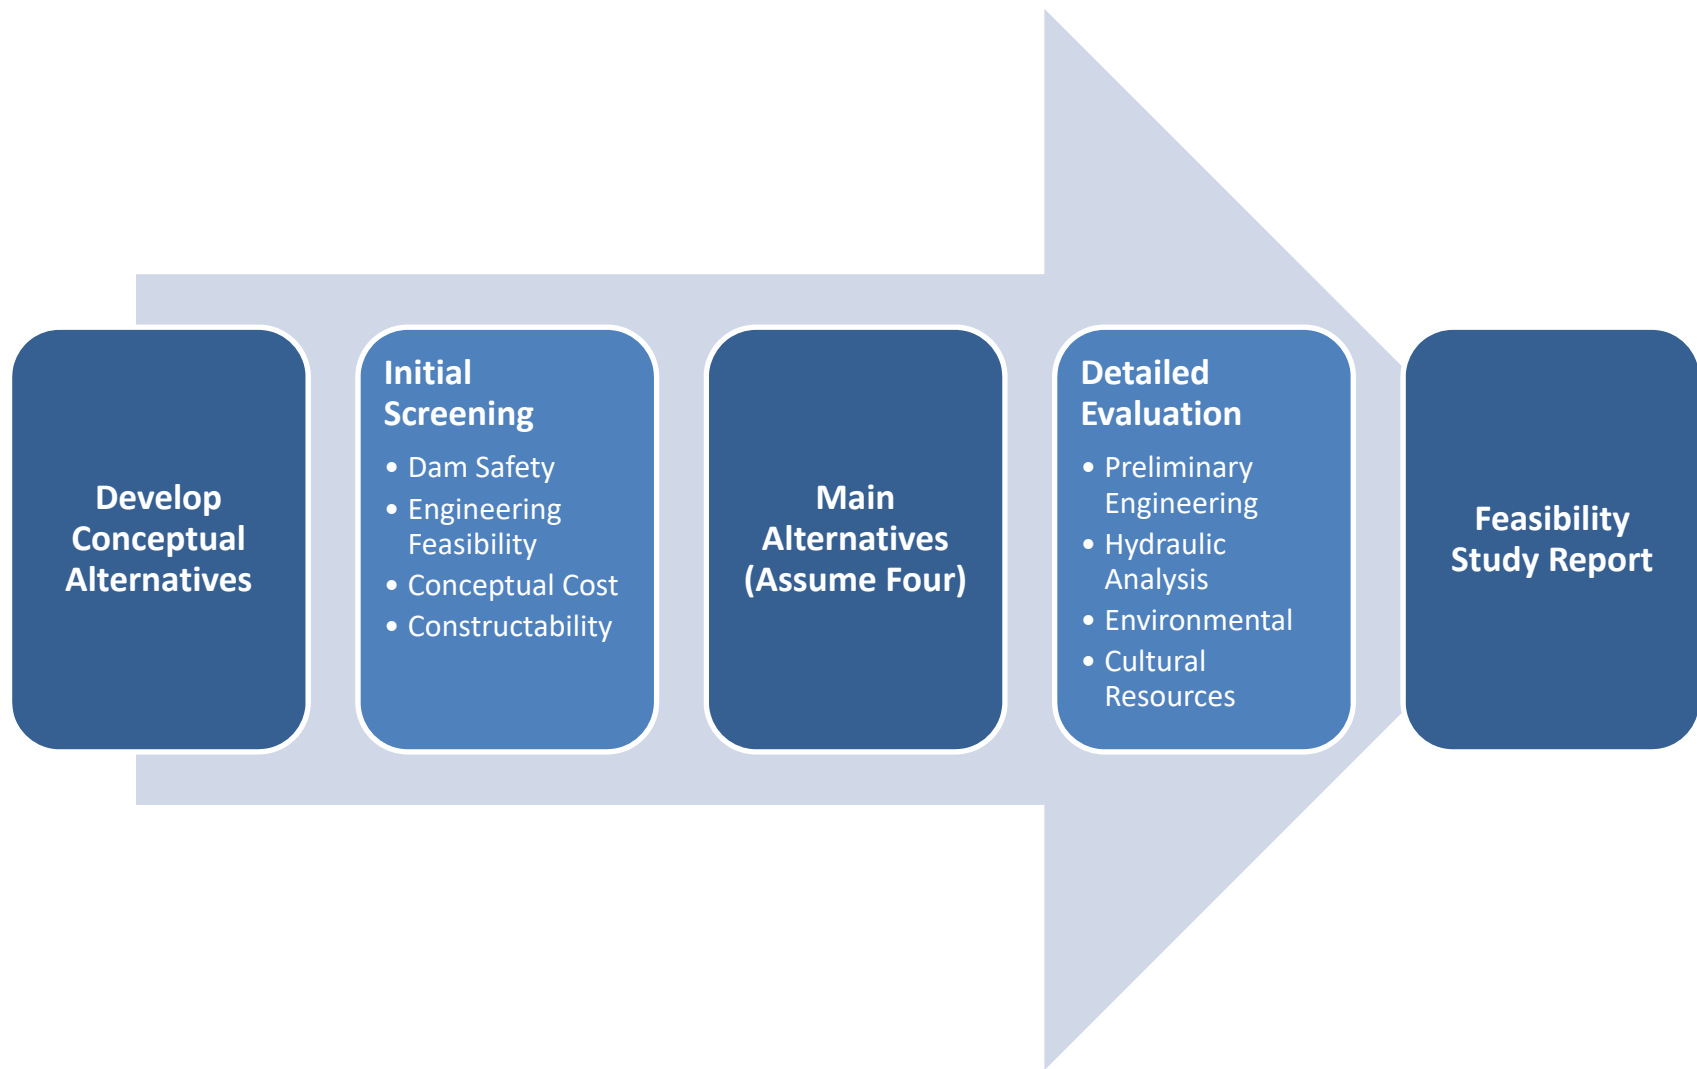 Develop
Conceptual
Alternatives
Initial
Screening
• Dam Safety
• Engineering
Feasibility
• Conceptual Cost
• Constructability
Main
Alternatives
(Assume Four)
Detailed
Evaluation
• Preliminary
Engineering
• Hydraulic
Analysis
• Environmental
• Cultural
Resources
Feasibility
Study Report